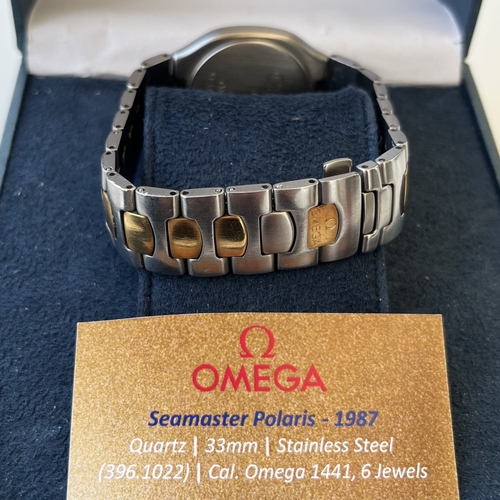 Ω
OMEGA
Seamaster Polaris - 1987
Quartz | 33mm | Stainless Steel
(396.1022) | Cal. Omega 1441, 6 Jewels